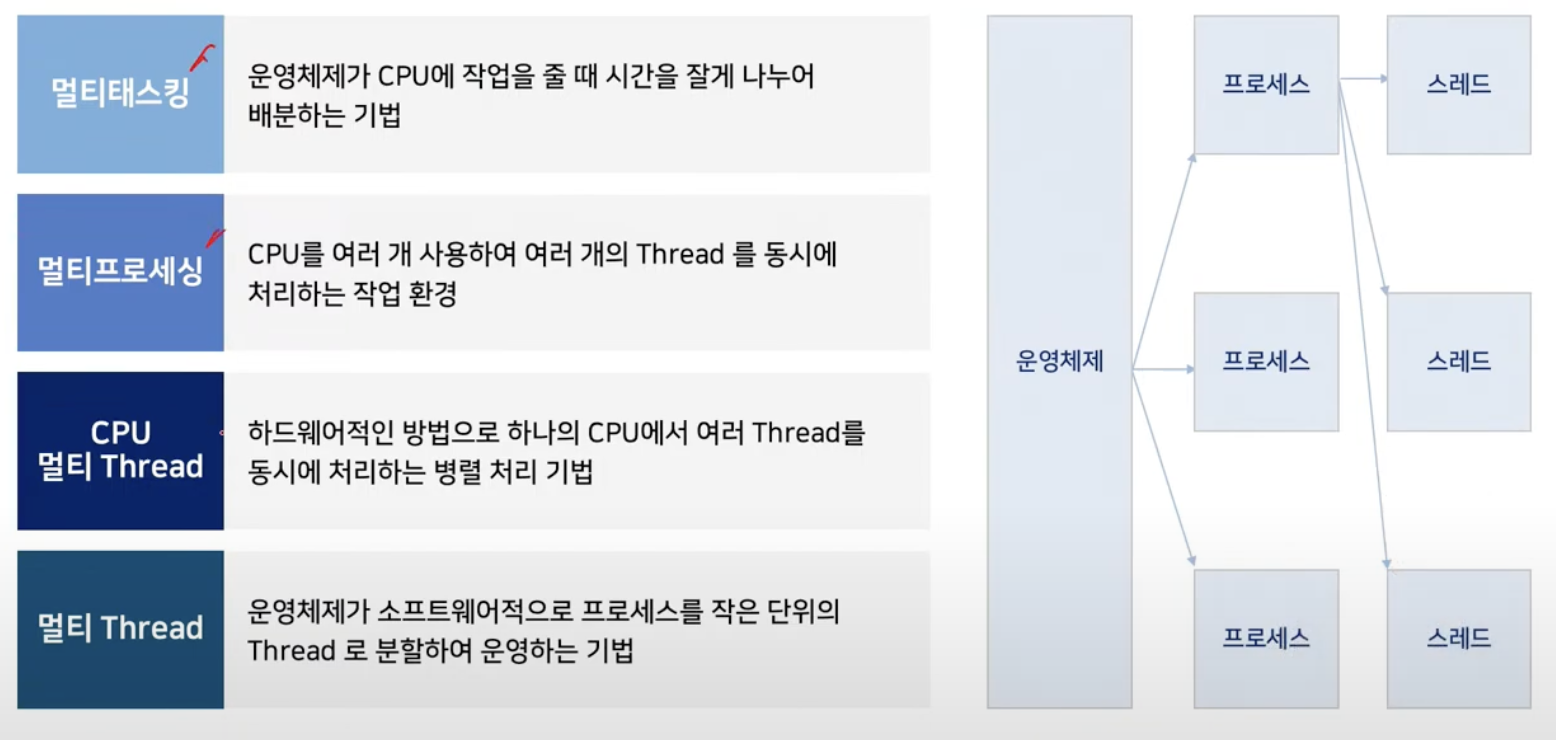 멀티태스킹
운영체제가 CPU에 작업을 줄 때 시간을 잘게 나누어
배분하는 기법
멀티프로세싱
CPU를 여러 개 사용하여 여러 개의 Thread 를 동시에
처리하는 작업 환경
CPU
멀티 Thread
하드웨어적인 방법으로 하나의 CPU에서 여러 Thread를
동시에 처리하는 병렬 처리 기법
멀티 Thread
운영체제가 소프트웨어적으로 프로세스를 작은 단위의
Thread 로 분할하여 운영하는 기법
운영체제
프로세스
스레드
프로세스
스레드
프로세스
스레드